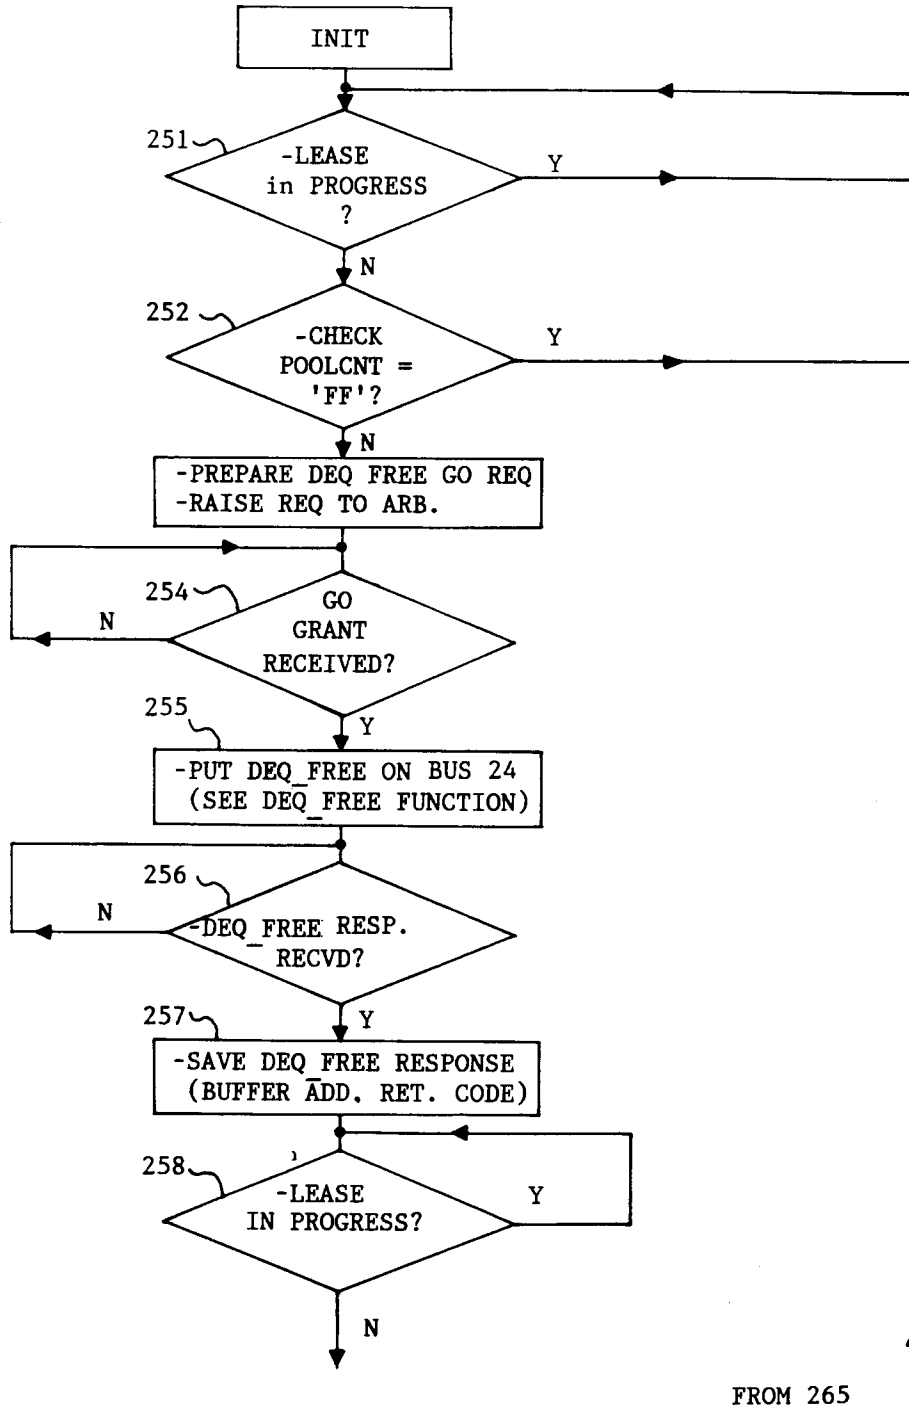 INIT
251
-LEASE
in PROGRESS
?
Y
N
252
-CHECK
POOLCNT =
'FF'?
Y
N
-PREPARE DEQ FREE GO REQ
-RAISE REQ TO ARB.
254
GO
GRANT
RECEIVED?
N
Y
255
-PUT DEQ_FREE ON BUS 24
(SEE DEQ_FREE FUNCTION)
256
-DEQ_FREE RESP.
RECVD?
N
Y
257
-SAVE DEQ_FREE RESPONSE
(BUFFER ADD. RET. CODE)
258
-LEASE
IN PROGRESS?
Y
N
FROM 265